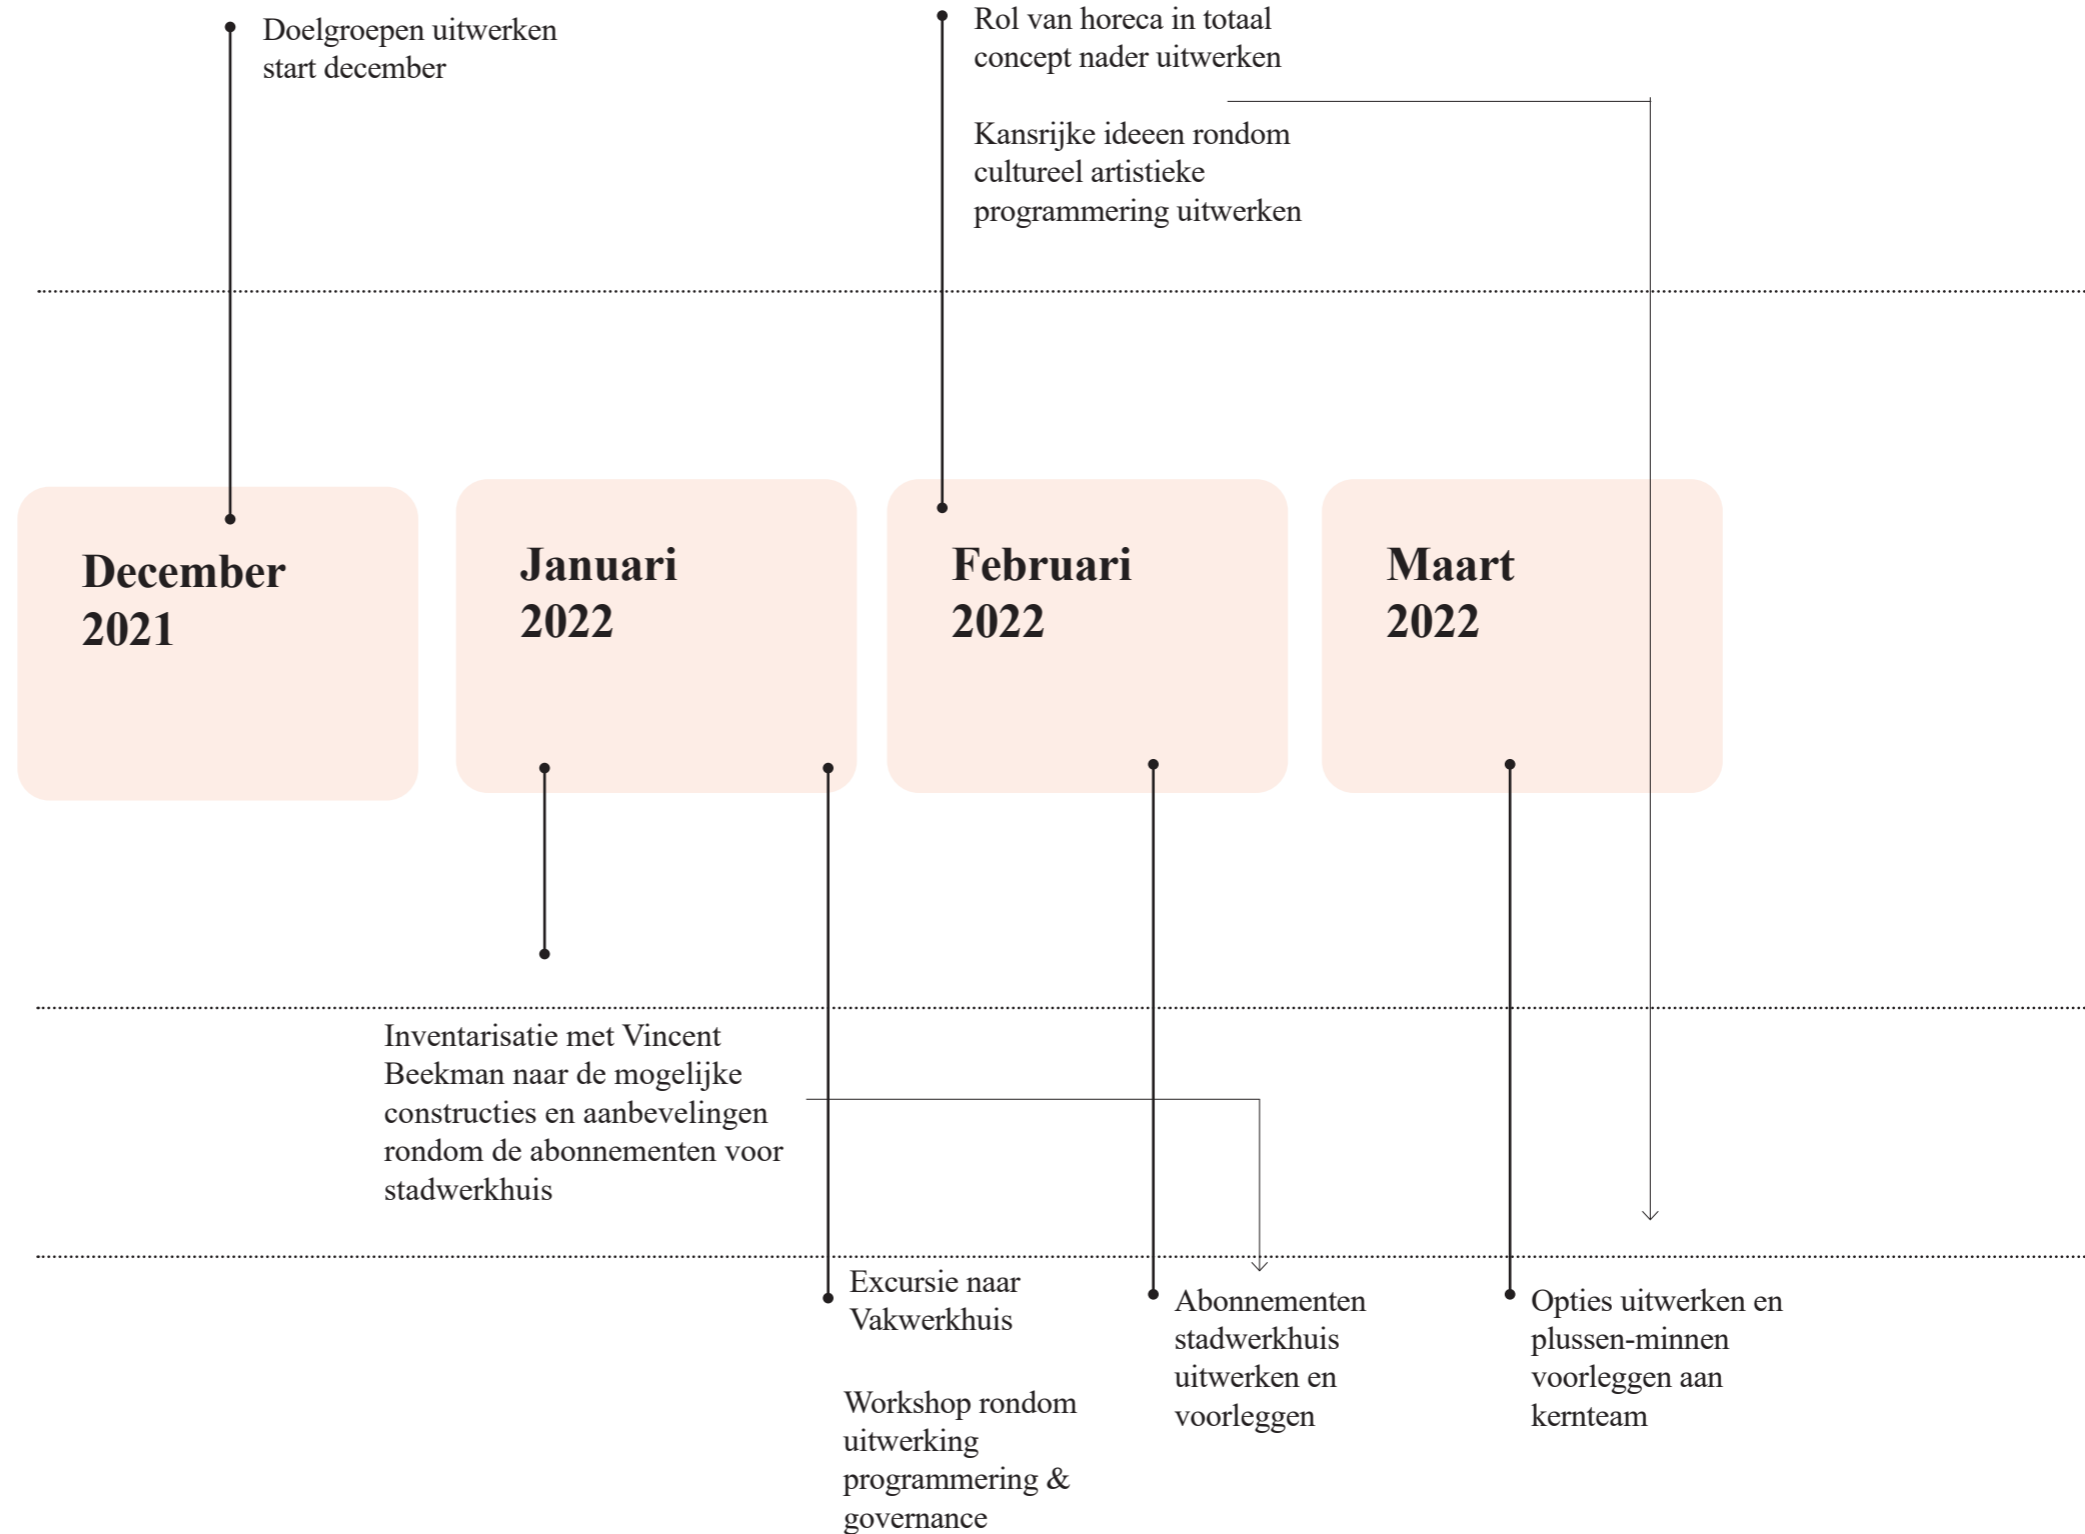 Doelgroepen uitwerken
start december
Rol van horeca in totaal
concept nader uitwerken
Kansrijke ideeen rondom
cultureel artistieke
programmering uitwerken
December
2021
Januari
2022
Februari
2022
Maart
2022
Inventarisatie met Vincent
Beekman naar de mogelijke
constructies en aanbevelingen
rondom de abonnementen voor
stadwerkhuis
Excursie naar
Vakwerkhuis
Workshop rondom
uitwerking
programmering &
governance
Abonnementen
stadwerkhuis
uitwerken en
voorleggen
Opties uitwerken en
plussen-minnen
voorleggen aan
kernteam